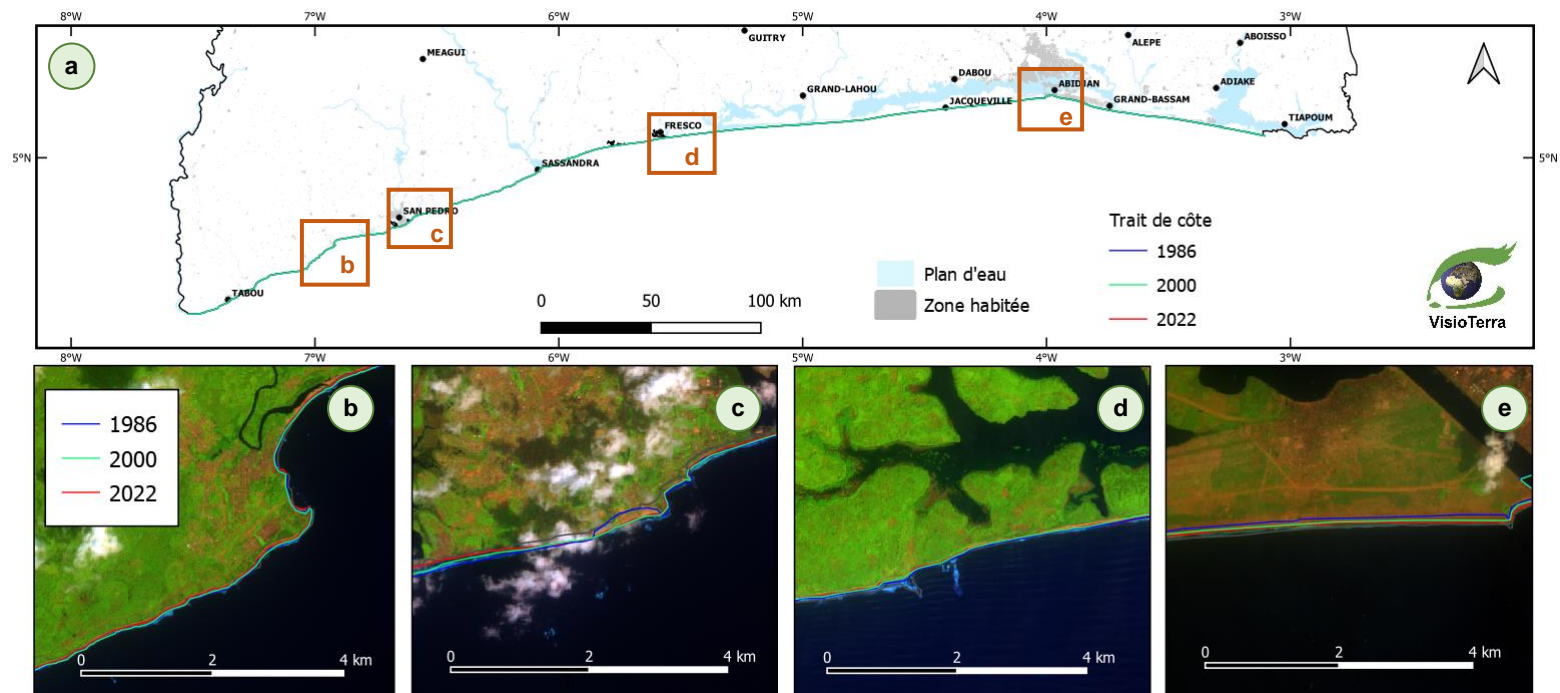 8°W 7°W 6°W 5°W 4°W 3°W
a
GUITRY
ALEPE
ABOISSO
MEAGUI
DABOU
ABIDJAN
ADIAKE
GRAND-LAHOU
JACQUEVILLE
GRAND-BASSAM
e
TIAPOUM
FRESCO
d
5°N
5°N
SASSANDRA
SAN PEDRO
c
b
TABOU
Trait de côte
1986
2000
2022
Plan d'eau
Zone habitée
0 50 100 km
VisioTerra
8°W 7°W 6°W 5°W 4°W 3°W
b
1986
2000
2022
0 2 4 km
c
0 2 4 km
d
0 2 4 km
e
0 2 4 km